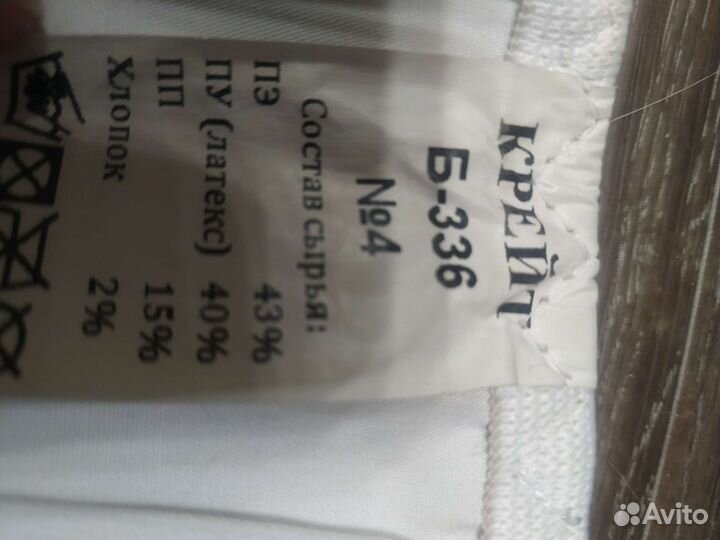 КРЕЙТ
Б-336
№4
Состав сырья:
ПЭ 43%
ПУ (латекс) 40%
ПП 15%
Хлопок 2%
Avito